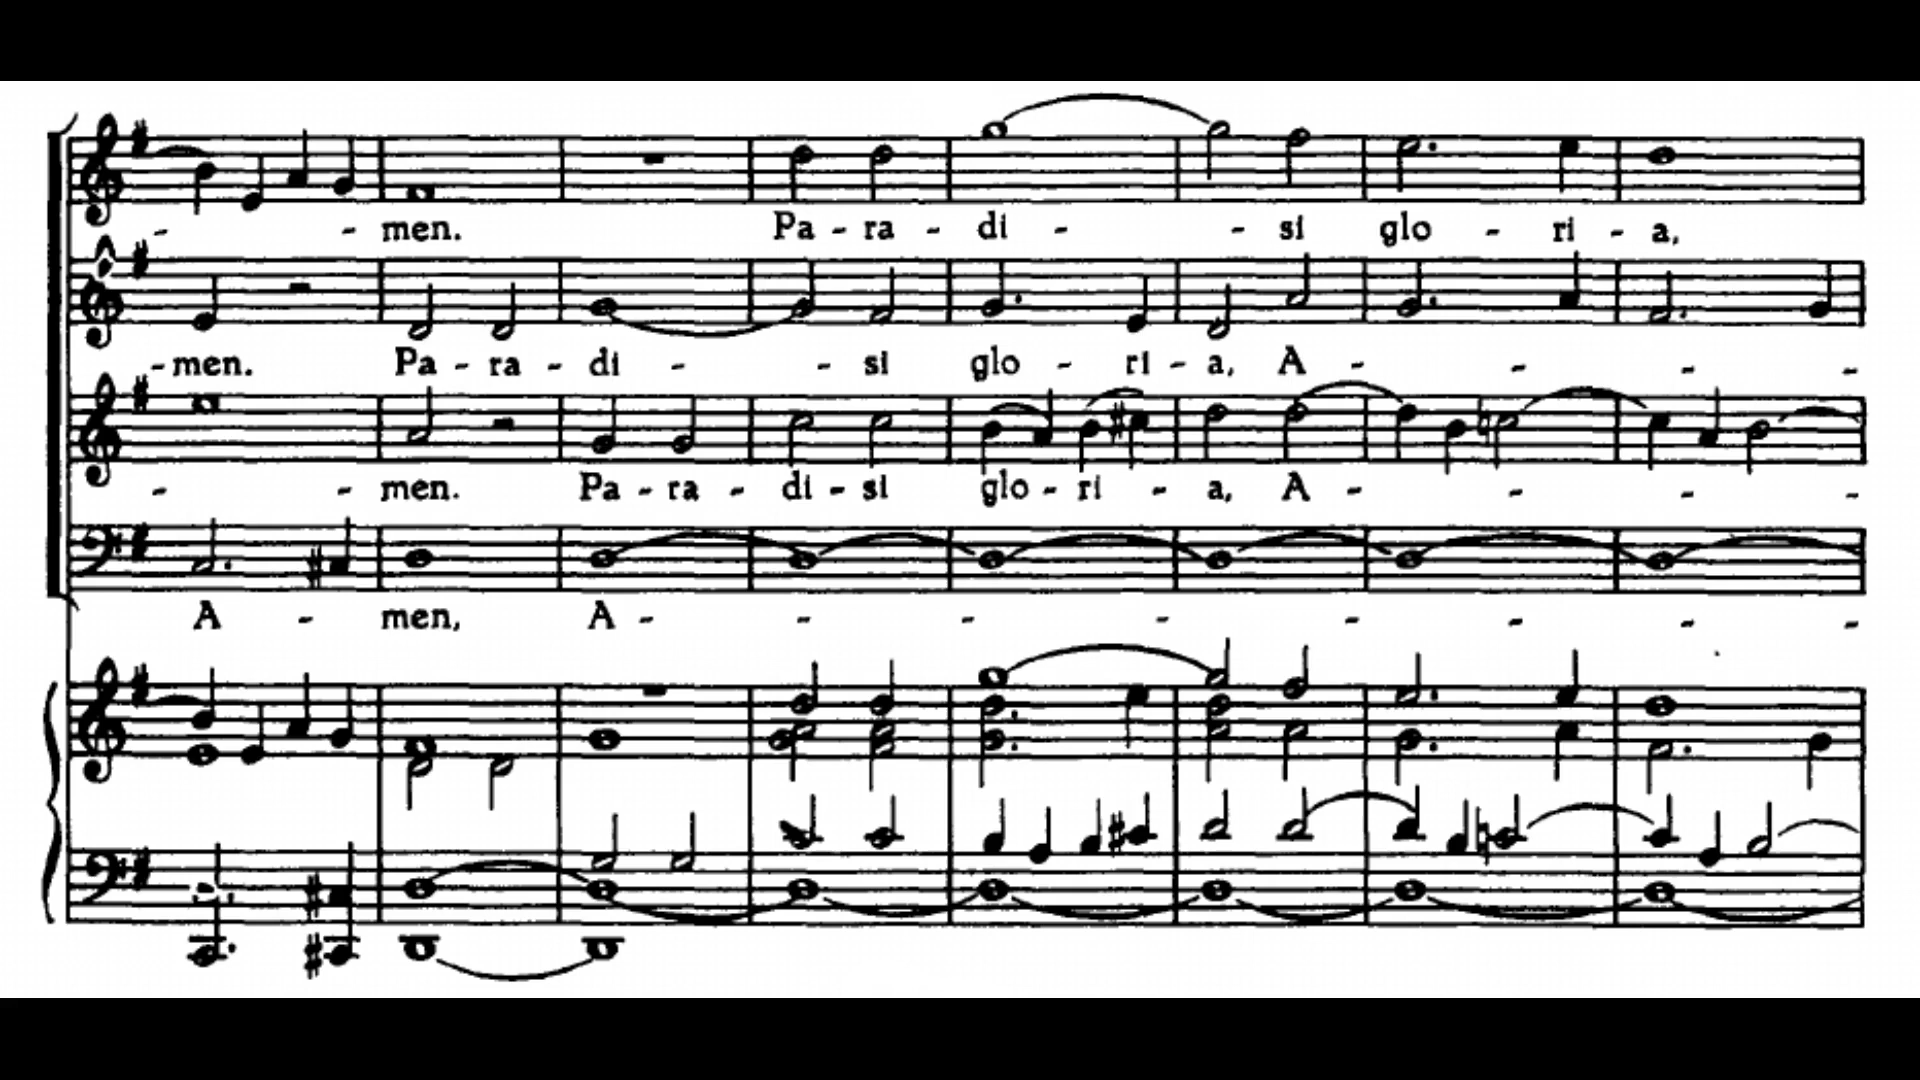 - - men. Pa - ra - di - - si glo - ri - a,
- men. Pa - ra - di - - si glo - ri - a, A - - - -
- - men. Pa - ra - di - si glo - ri - a, A - - - -
A - men, A - - - - - - - -